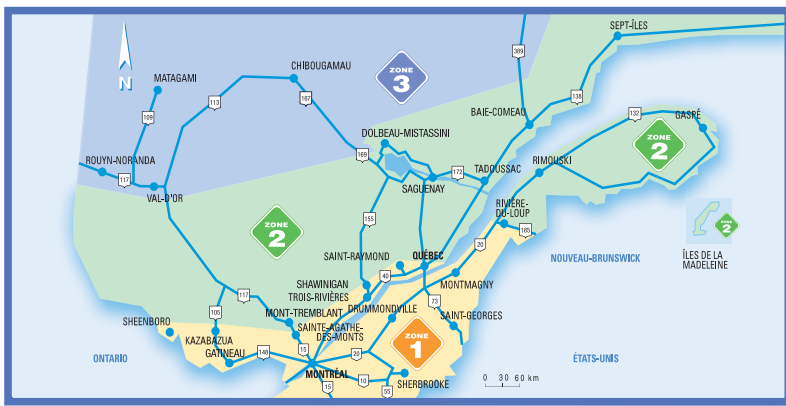 SEPT-ÎLES
389
ZONE
3
CHIBOUGAMAU
MATAGAMI
N
113
167
138
109
BAIE-COMEAU
132
GASPÉ
DOLBEAU-MISTASSINI
ZONE
2
169
ROUYN-NORANDA
117
172
TADOUSSAC
RIMOUSKI
VAL-D'OR
SAGUENAY
RIVIÈRE-
DU-LOUP
155
ZONE
2
185
ZONE
2
20
SAINT-RAYMOND
QUÉBEC
NOUVEAU-BRUNSWICK
ÎLES DE LA
MADELEINE
40
SHAWINIGAN
MONTMAGNY
117
TROIS-RIVIÈRES
73
105
MONT-TREMBLANT
DRUMMONDVILLE
SAINT-GEORGES
SHEENBORO
SAINTE-AGATHE-
DES-MONTS
KAZABAZUA
ZONE
1
15
GATINEAU
148
20
ONTARIO
ÉTATS-UNIS
MONTRÉAL
10
SHERBROOKE
0 30 60 km
15
55